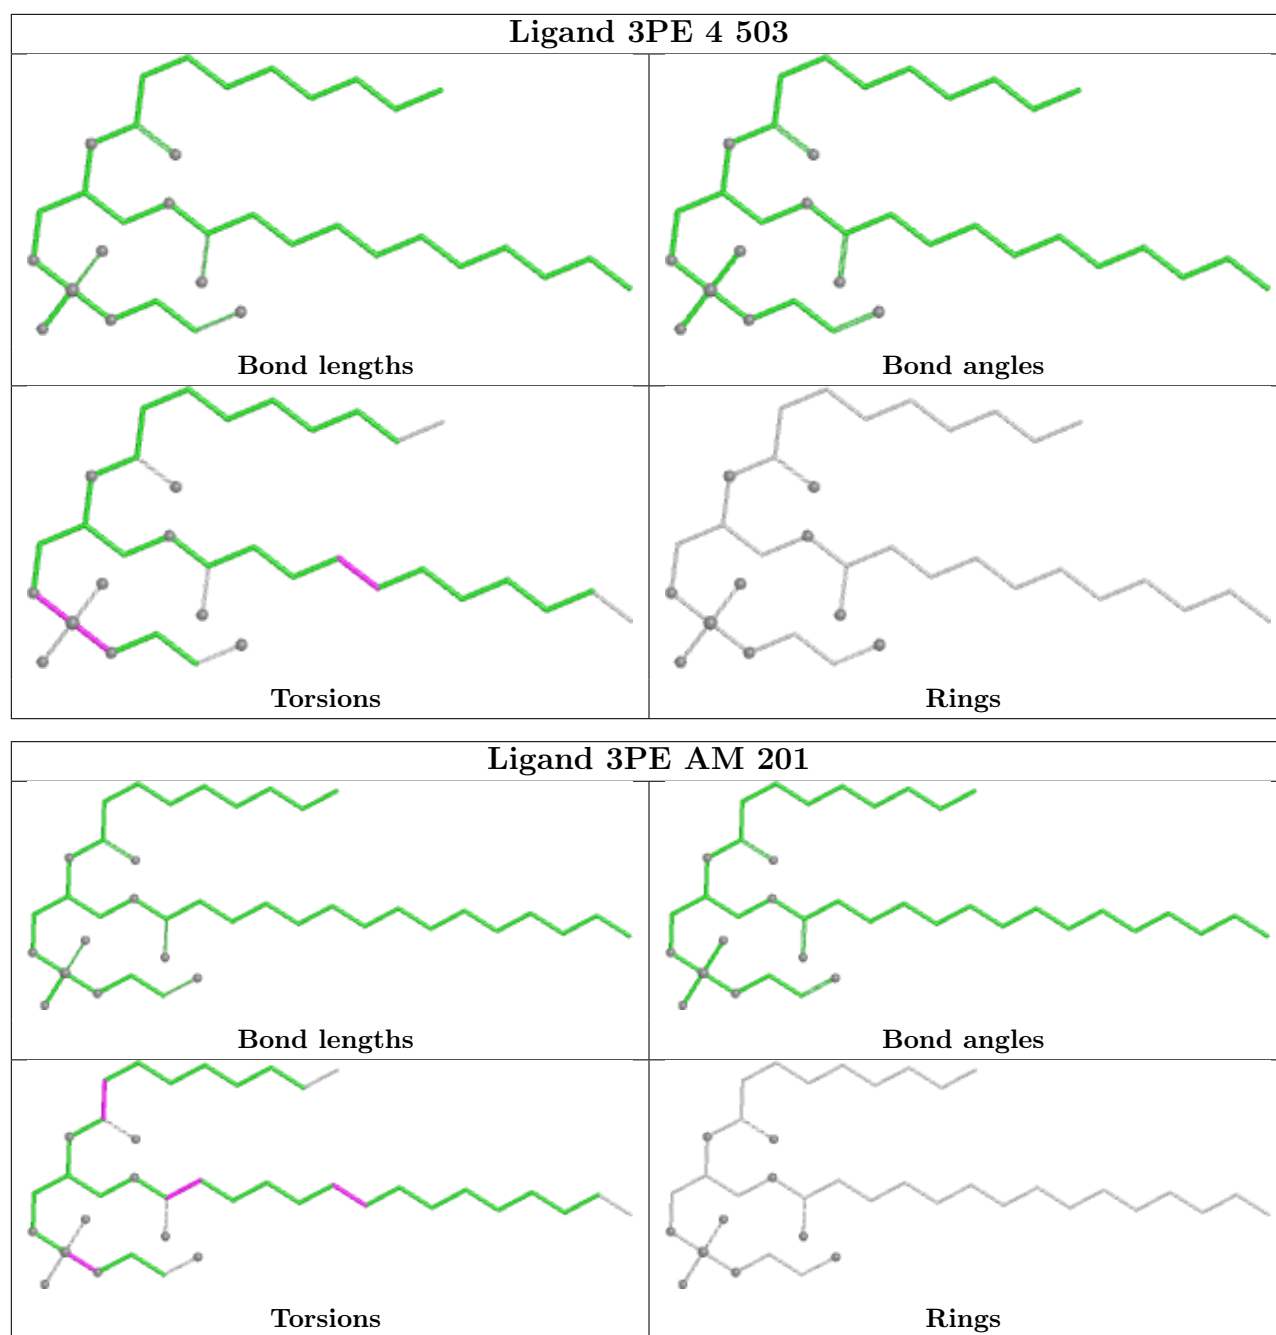 Ligand 3PE 4 503
Bond lengths
Bond angles
Torsions
Rings
Ligand 3PE AM 201
Bond lengths
Bond angles
Torsions
Rings